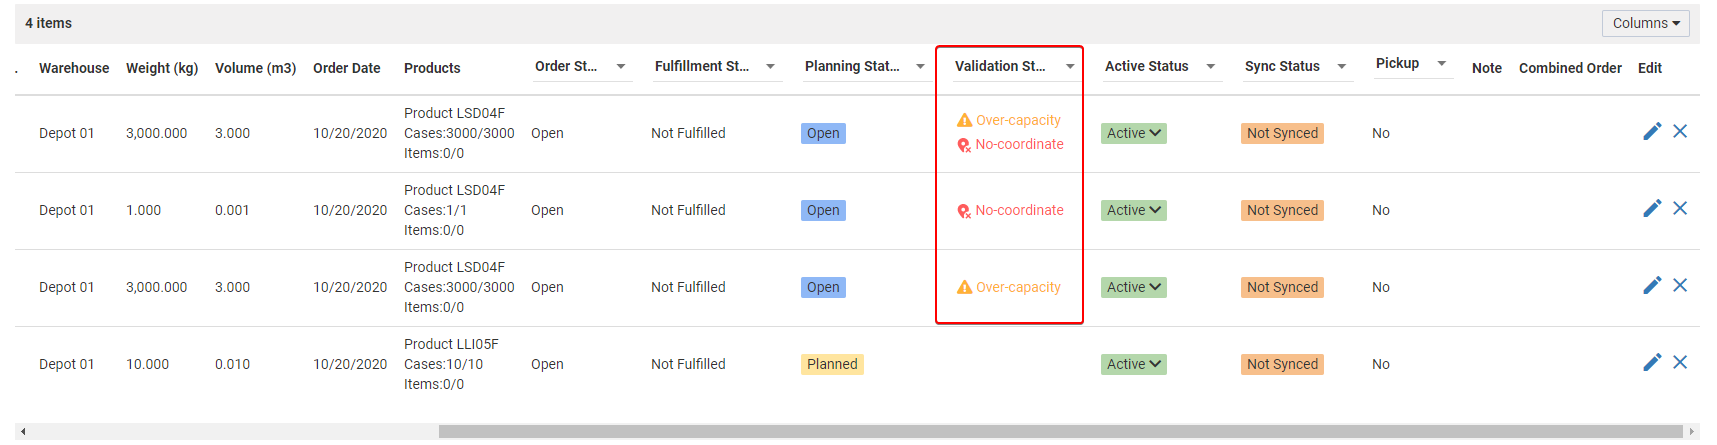 4 items
Columns
. Warehouse Weight (kg) Volume (m3) Order Date Products Order St... Fulfillment St... Planning Stat... Validation St... Active Status Sync Status Pickup Note Combined Order Edit
Product LSD04F
Depot 01 3,000.000 3.000 10/20/2020 Cases:3000/3000 Open Not Fulfilled Open Over-capacity Active Not Synced No
Items:0/0 No-coordinate
Product LSD04F
Depot 01 1.000 0.001 10/20/2020 Cases:1/1 Open Not Fulfilled Open No-coordinate Active Not Synced No
Items:0/0
Product LSD04F
Depot 01 3,000.000 3.000 10/20/2020 Cases:3000/3000 Open Not Fulfilled Open Over-capacity Active Not Synced No
Items:0/0
Product LLI05F
Depot 01 10.000 0.010 10/20/2020 Cases:10/10 Open Not Fulfilled Planned Active Not Synced No
Items:0/0